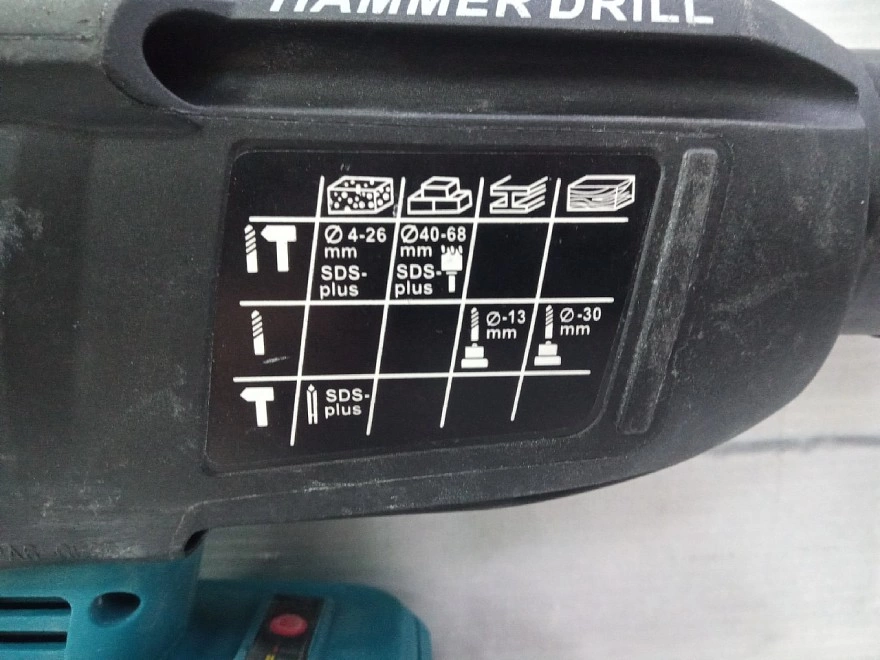 HAMMER DRILL
Ø 4-26
mm
SDS-
plus
Ø40-68
mm
SDS-
plus
Ø-13
mm
Ø-30
mm
SDS-
plus